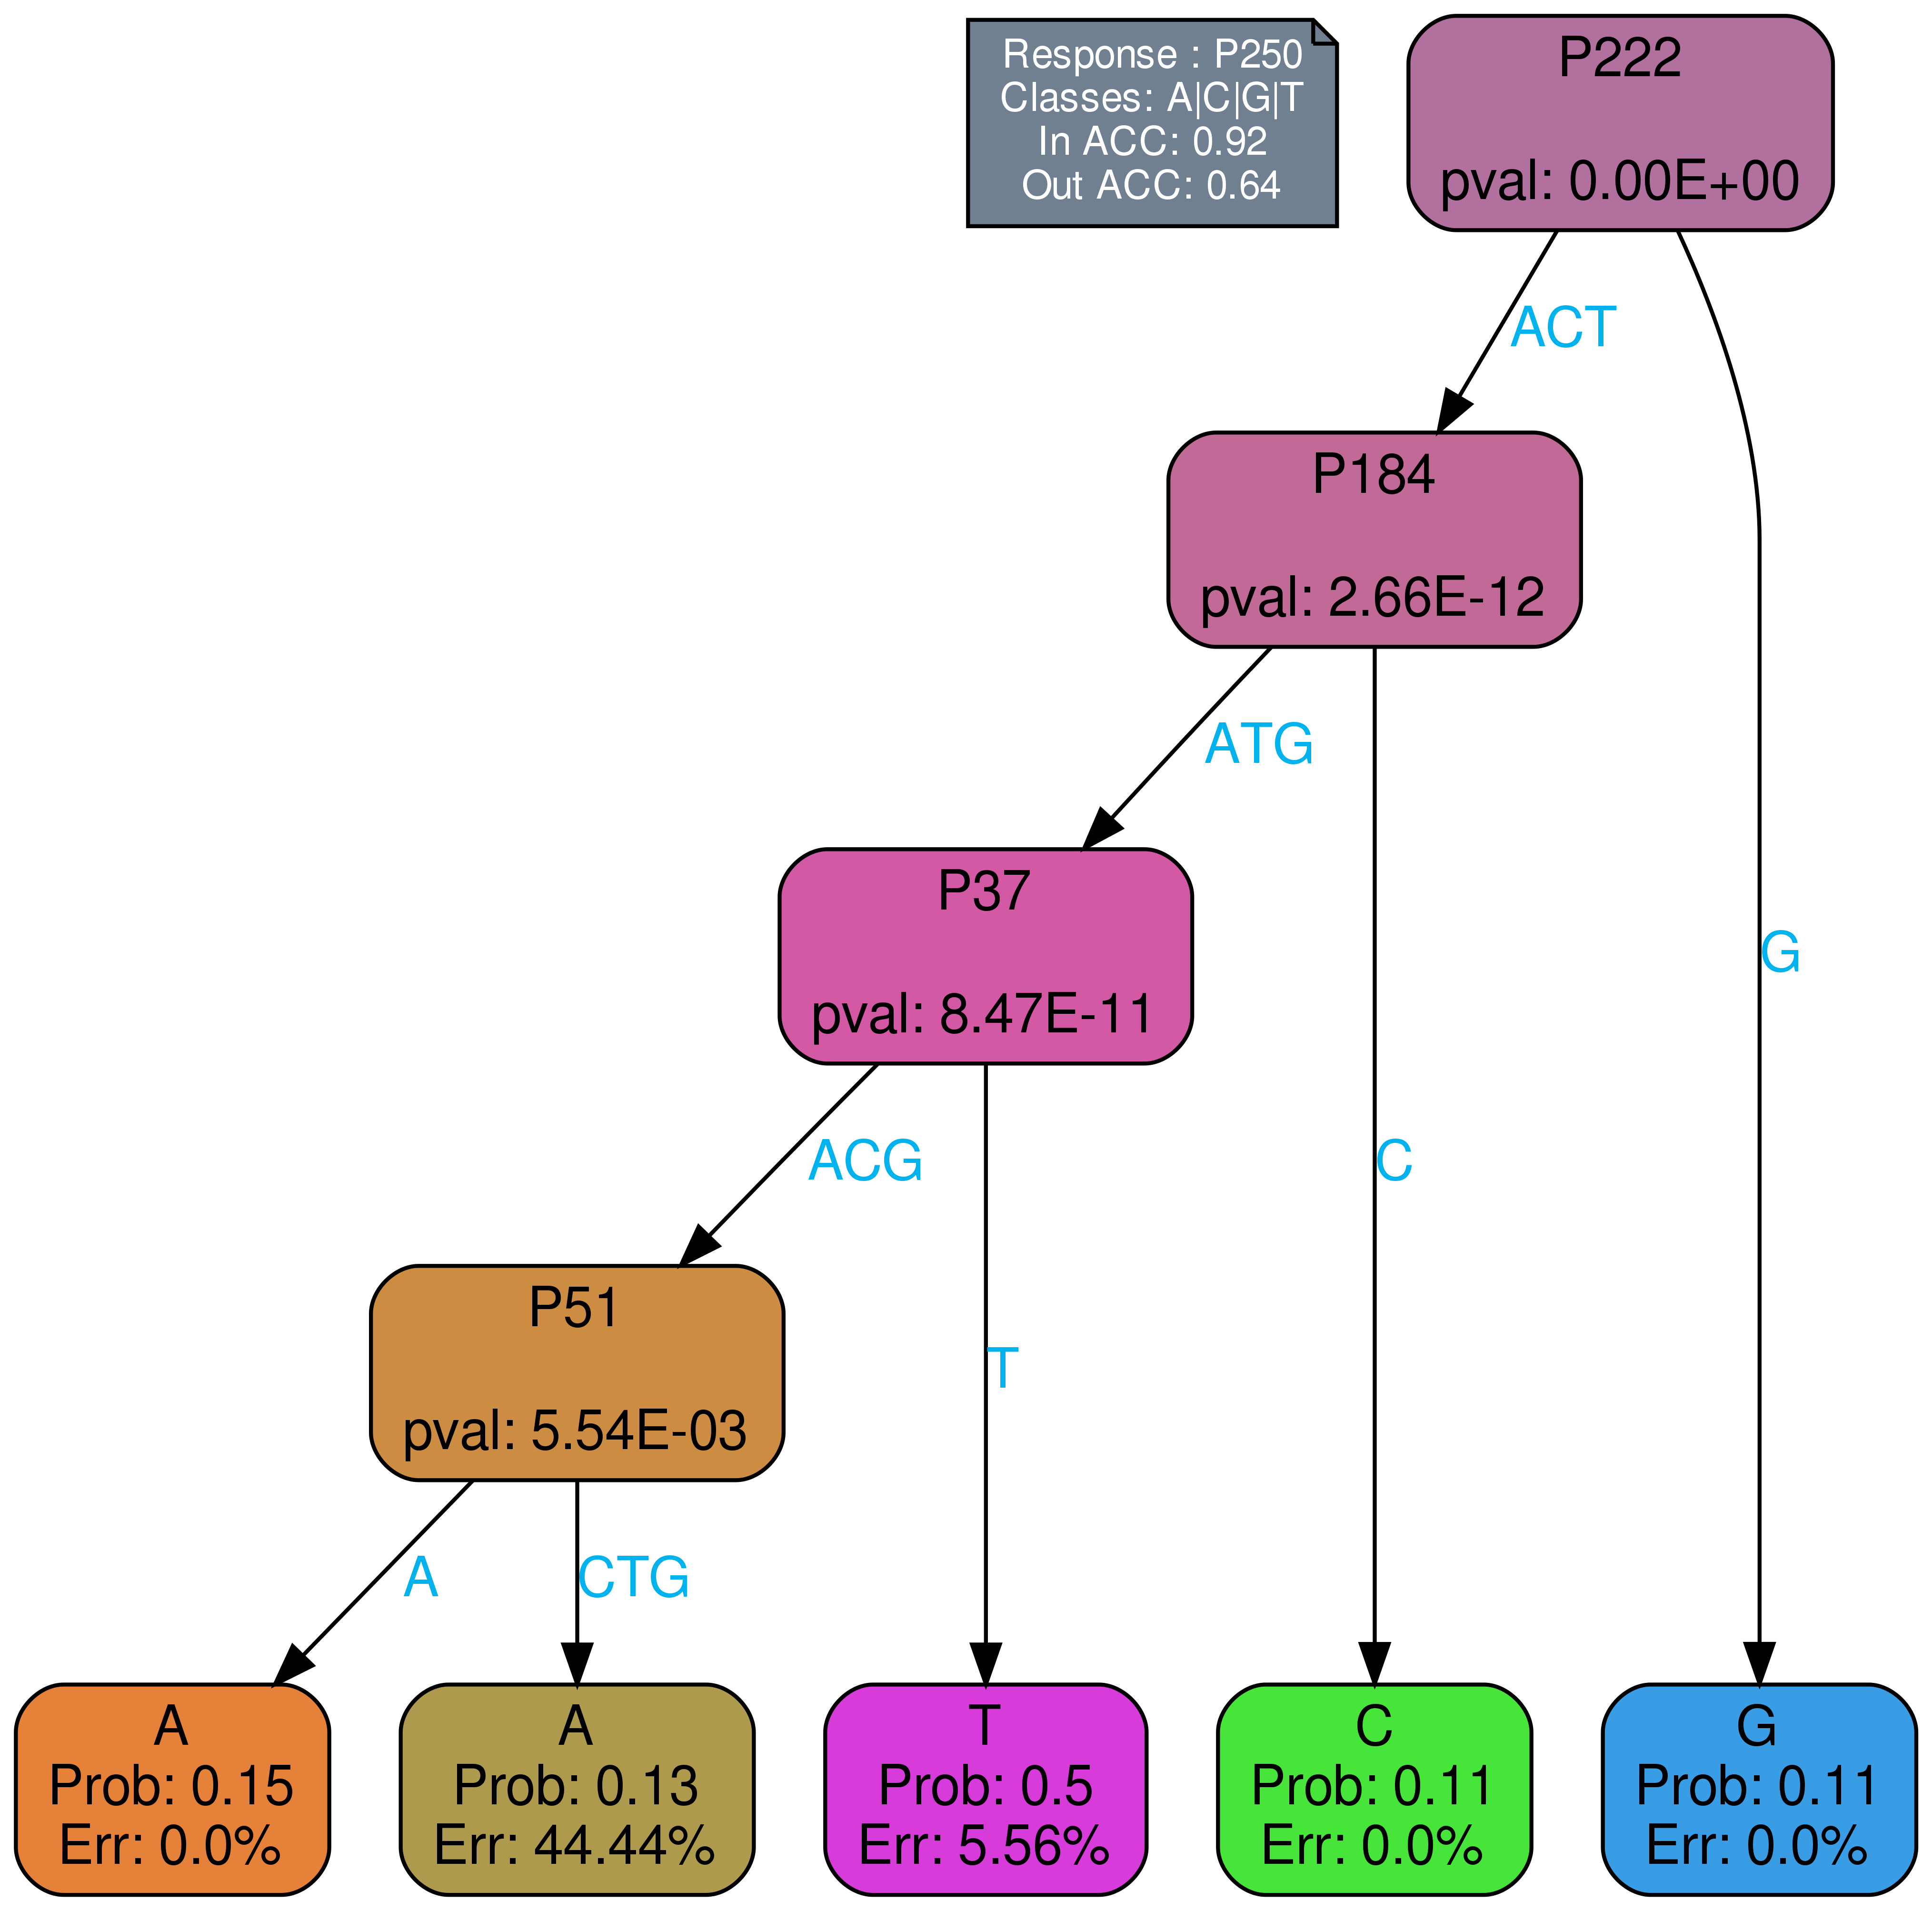 Response : P250
Classes: A|C|G|T
In ACC: 0.92
Out ACC: 0.64
P222
pval: 0.00E+00
ACT
P184
pval: 2.66E-12
ATG
P37
pval: 8.47E-11
G
ACG
C
P51
pval: 5.54E-03
T
A
CTG
A
Prob: 0.15
Err: 0.0%
A
Prob: 0.13
Err: 44.44%
T
Prob: 0.5
Err: 5.56%
C
Prob: 0.11
Err: 0.0%
G
Prob: 0.11
Err: 0.0%